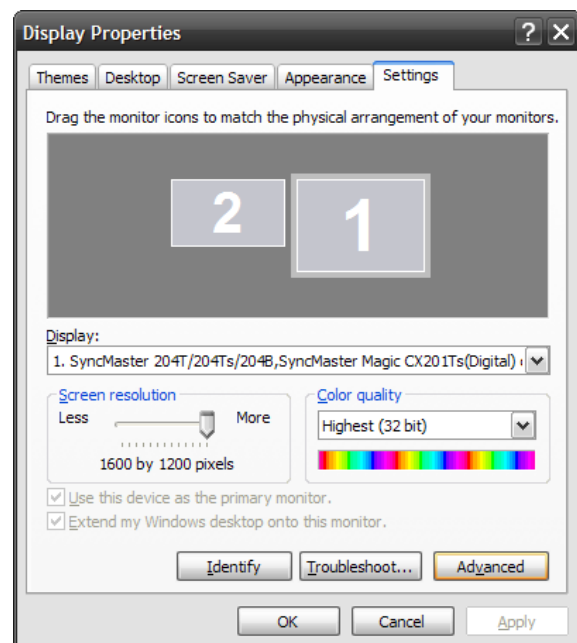 Display Properties
Themes Desktop Screen Saver Appearance Settings
Drag the monitor icons to match the physical arrangement of your monitors.
2 1
Display:
1. SyncMaster 204T/204Ts/204B,SyncMaster Magic CX201Ts(Digital)
Screen resolution Color quality
Less More Highest (32 bit)
1600 by 1200 pixels
Use this device as the primary monitor.
Extend my Windows desktop onto this monitor.
Identify Troubleshoot... Advanced
OK Cancel Apply